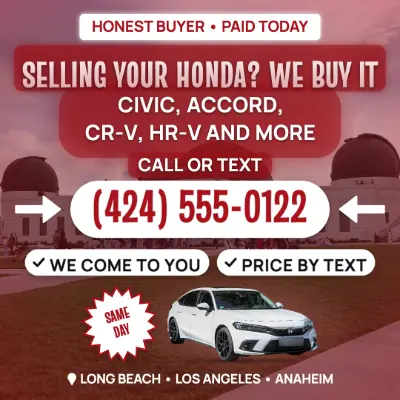 HONEST BUYER • PAID TODAY
SELLING YOUR HONDA? WE BUY IT
CIVIC, ACCORD,
CR-V, HR-V AND MORE
CALL OR TEXT
(424) 555-0122
WE COME TO YOU
PRICE BY TEXT
SAME
DAY
LONG BEACH • LOS ANGELES • ANAHEIM